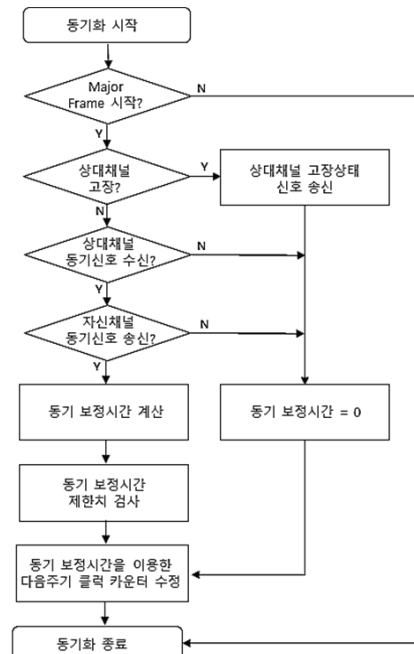 동기화 시작
Major
Frame 시작?
N
Y
상대채널
고장?
Y
상대채널 고장상태
신호 송신
N
상대채널
동기신호 수신?
N
Y
자신채널
동기신호 송신?
N
Y
동기 보정시간 계산
동기 보정시간 = 0
동기 보정시간
제한치 검사
동기 보정시간을 이용한
다음주기 클럭 카운터 수정
동기화 종료